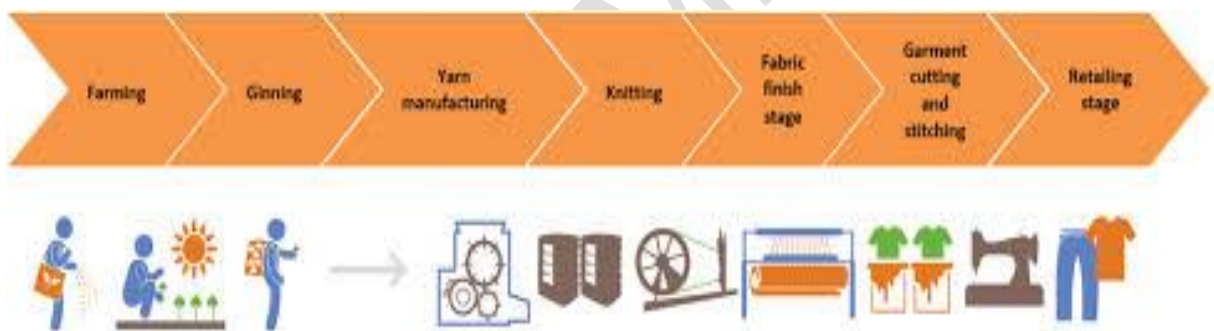 Farming
Ginning
Yarn
manufacturing
Knitting
Fabric
finish
stage
Garment
cutting
and
stitching
Retailing
stage